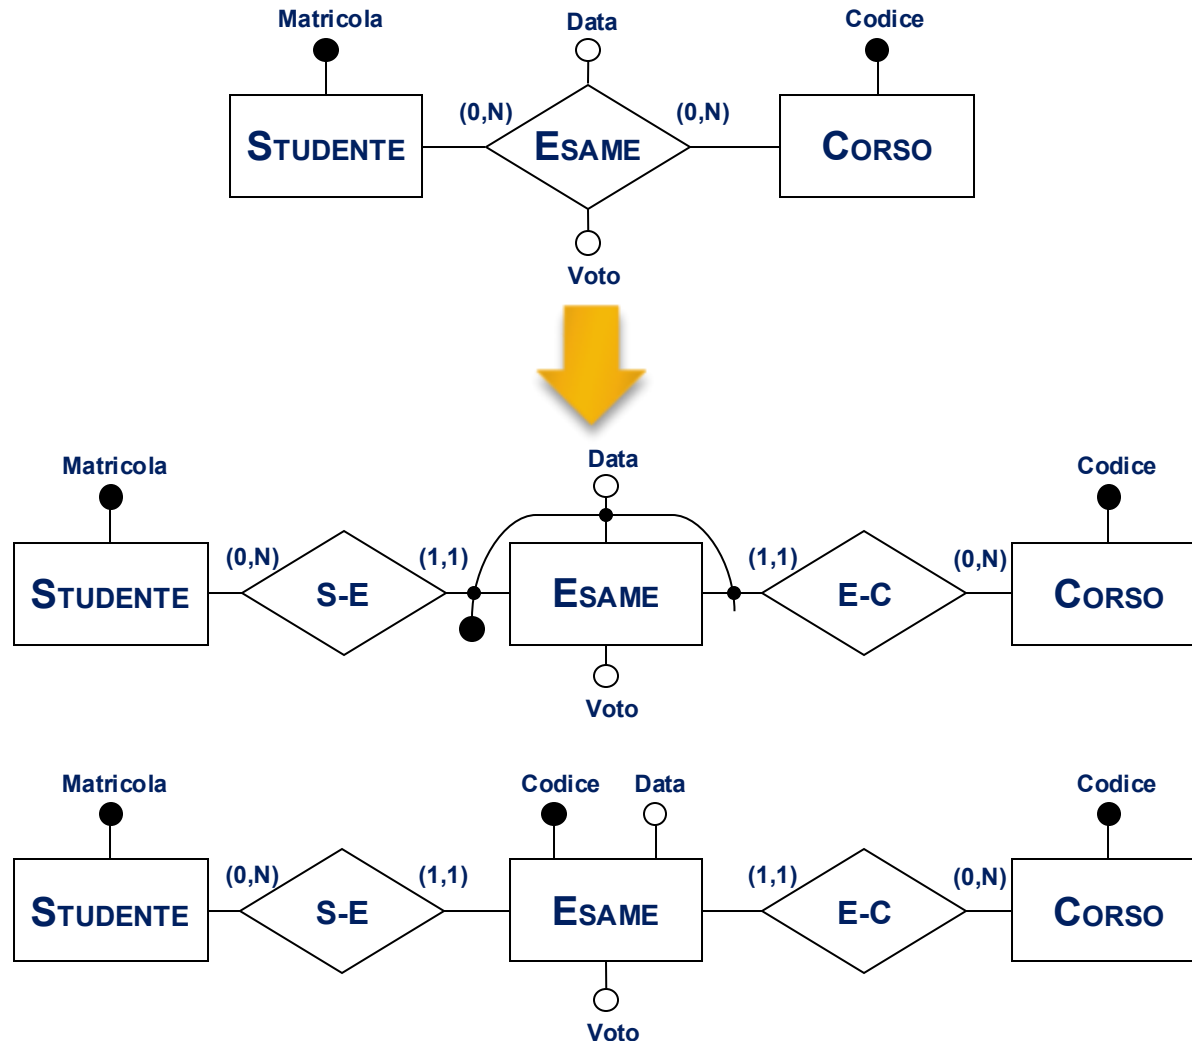 Matricola Data Codice
(0,N) (0,N)
STUDENTE ESAME CORSO
Voto
Data
Matricola Codice
(0,N) (1,1) (1,1) (0,N)
STUDENTE S-E ESAME E-C CORSO
Voto
Matricola Codice Data Codice
(0,N) (1,1) (1,1) (0,N)
STUDENTE S-E ESAME E-C CORSO
Voto